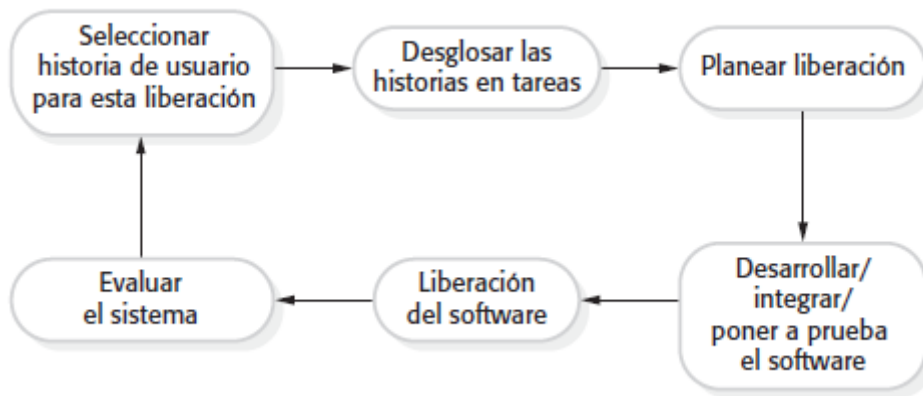 Seleccionar
historia de usuario
para esta liberación
Desglosar las
historias en tareas
Planear liberación
Desarrollar/
integrar/
poner a prueba
el software
Liberación
del software
Evaluar
el sistema